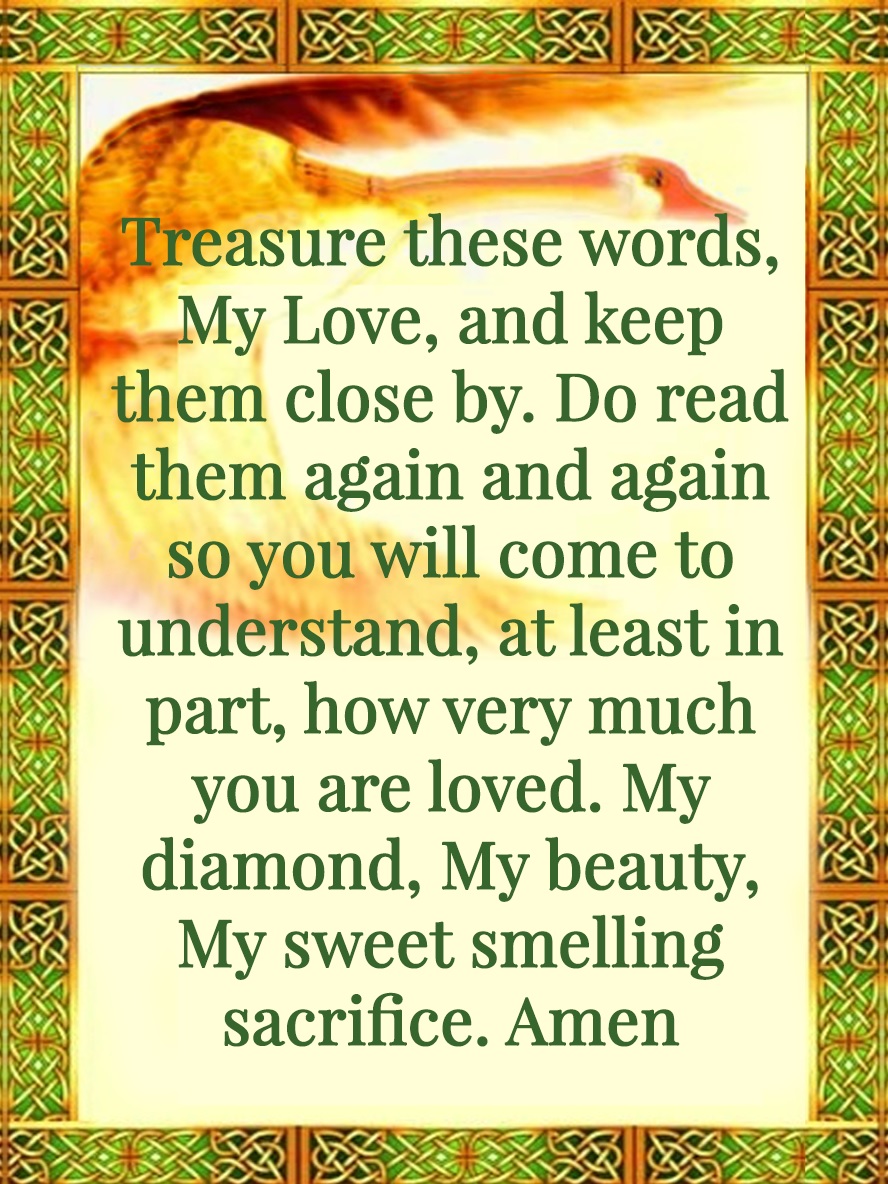 Treasure these words,
My Love, and keep
them close by. Do read
them again and again
so you will come to
understand, at least in
part, how very much
you are loved. My
diamond, My beauty,
My sweet smelling
sacrifice. Amen